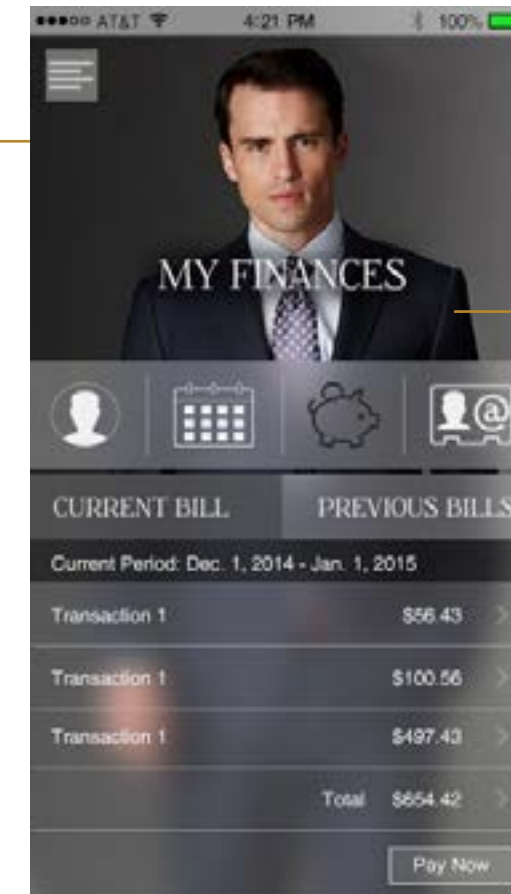 AT&T 4:21 PM 100%
MY FINANCES
@
CURRENT BILL PREVIOUS BILLS
Current Period: Dec. 1, 2014 - Jan. 1, 2015
Transaction 1 $56.43
Transaction 1 $100.56
Transaction 1 $497.43
Total $654.42
Pay Now